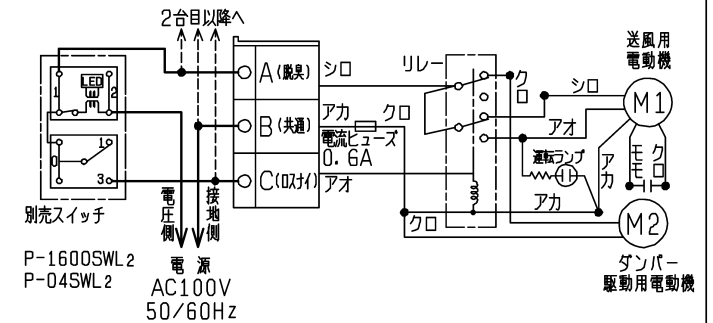 2台目以降へ
LED
1
2
0
1
3
別売スイッチ
P-1600SWL2
P-04SWL2
電圧側
接地側
電源
AC100V
50/60Hz
A(脱臭)
B(共通)
C(ロスナイ)
シロ
アカ
クロ
電流ヒューズ
0.6A
アオ
クロ
リレー
クロ
シロ
アオ
運転ランプ
アカ
アカ
モモ
クロ
送風用
電動機
M1
M2
ダンパー
駆動用電動機